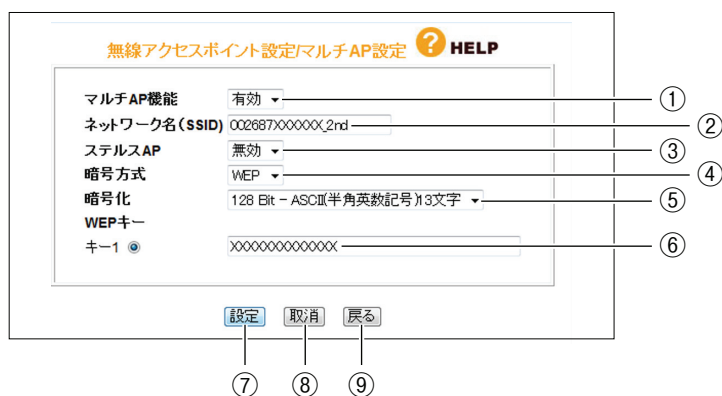 無線アクセスポイント設定/マルチAP設定 ? HELP
マルチAP機能 有効 ①
ネットワーク名(SSID) 002687XXXXXX_2nd ②
ステルスAP 無効 ③
暗号方式 WEP ④
暗号化 128 Bit - ASCII(半角英数記号)13文字 ⑤
WEPキー
キー1 XXXXXXXXXXXXX ⑥
設定 取消 戻る
⑦ ⑧ ⑨